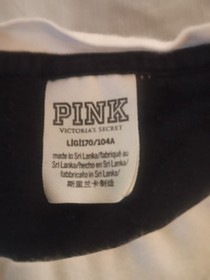 PINK
VICTORIA'S SECRET
L|G|170/104A
made in Sri Lanka/fabriqué au
Sri Lanka/hecho en Sri Lanka/
fabbricato in Sri Lanka/
斯里兰卡制造